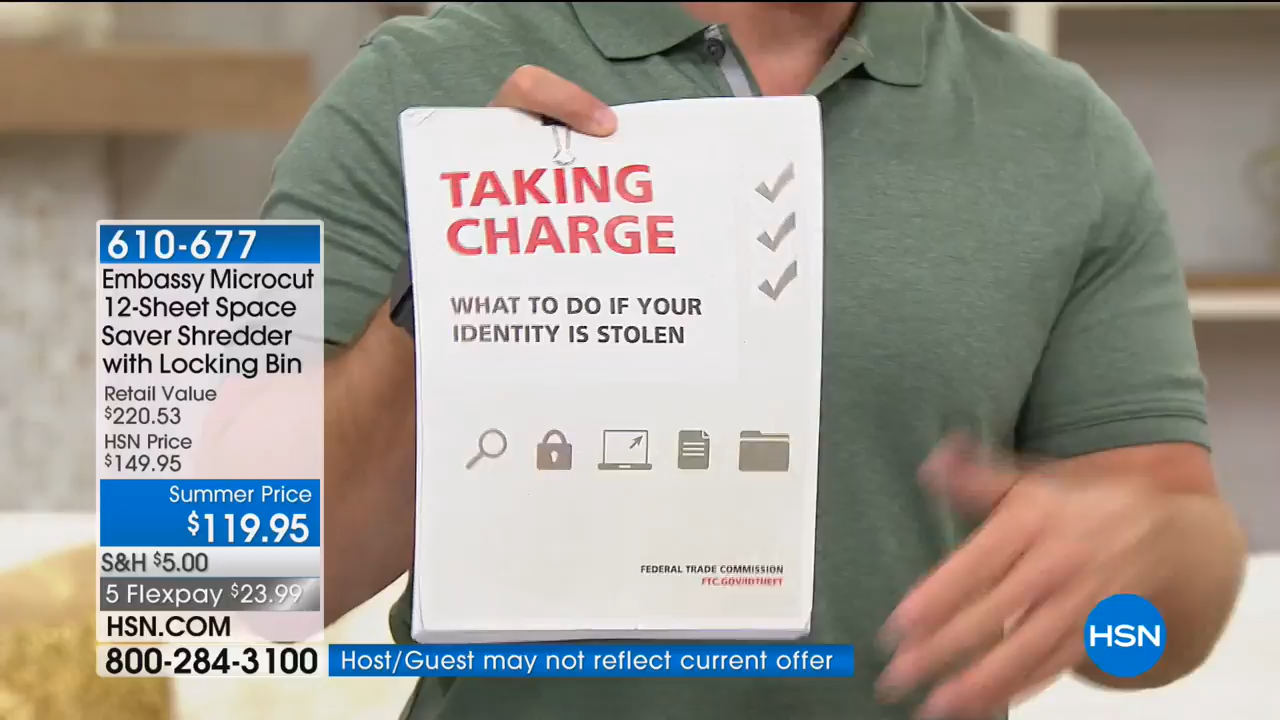 610-677
Embassy Microcut
12-Sheet Space
Saver Shredder
with Locking Bin
Retail Value
$220.53
HSN Price
$149.95
Summer Price
$119.95
S&H $5.00
5 Flexpay $23.99
HSN.COM
800-284-3100
Host/Guest may not reflect current offer
TAKING
CHARGE
WHAT TO DO IF YOUR
IDENTITY IS STOLEN
FEDERAL TRADE COMMISSION
FTC.GOV/IDTHEFT
HSN